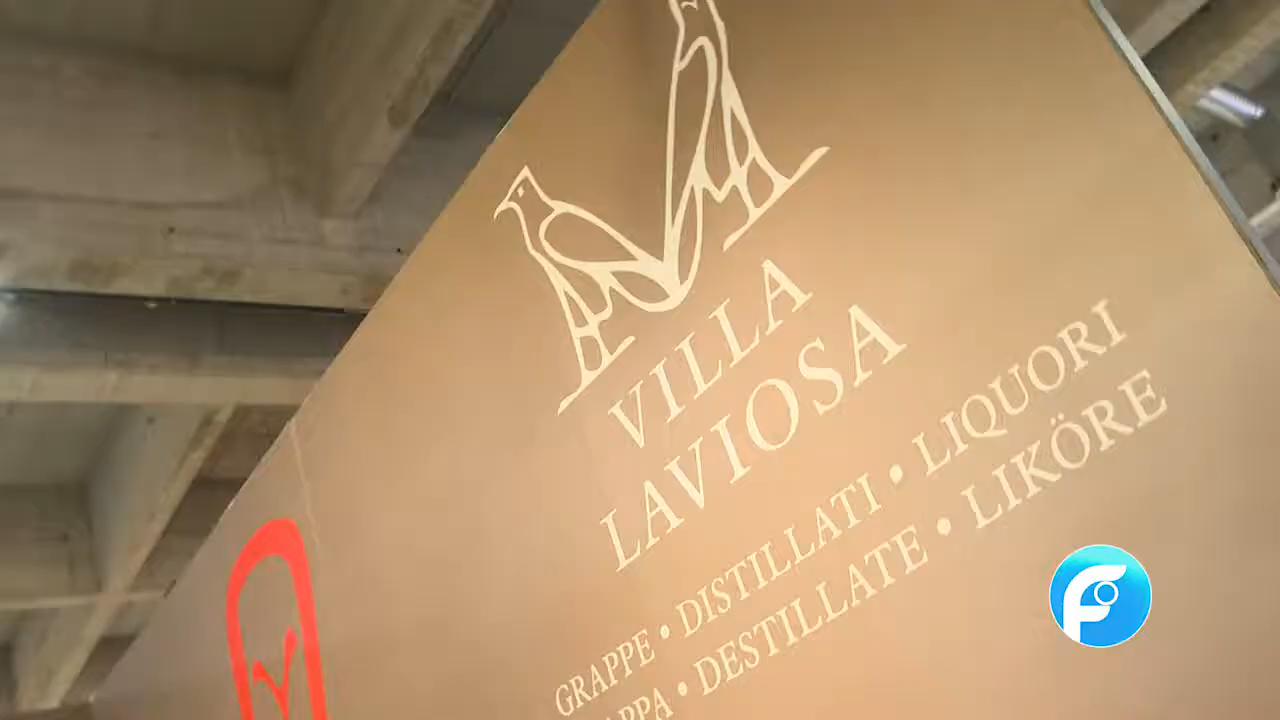 VILLA
LAVIOSA
GRAPPE • DISTILLATI • LIQUORI
• DESTILLATE • LIKÖRE